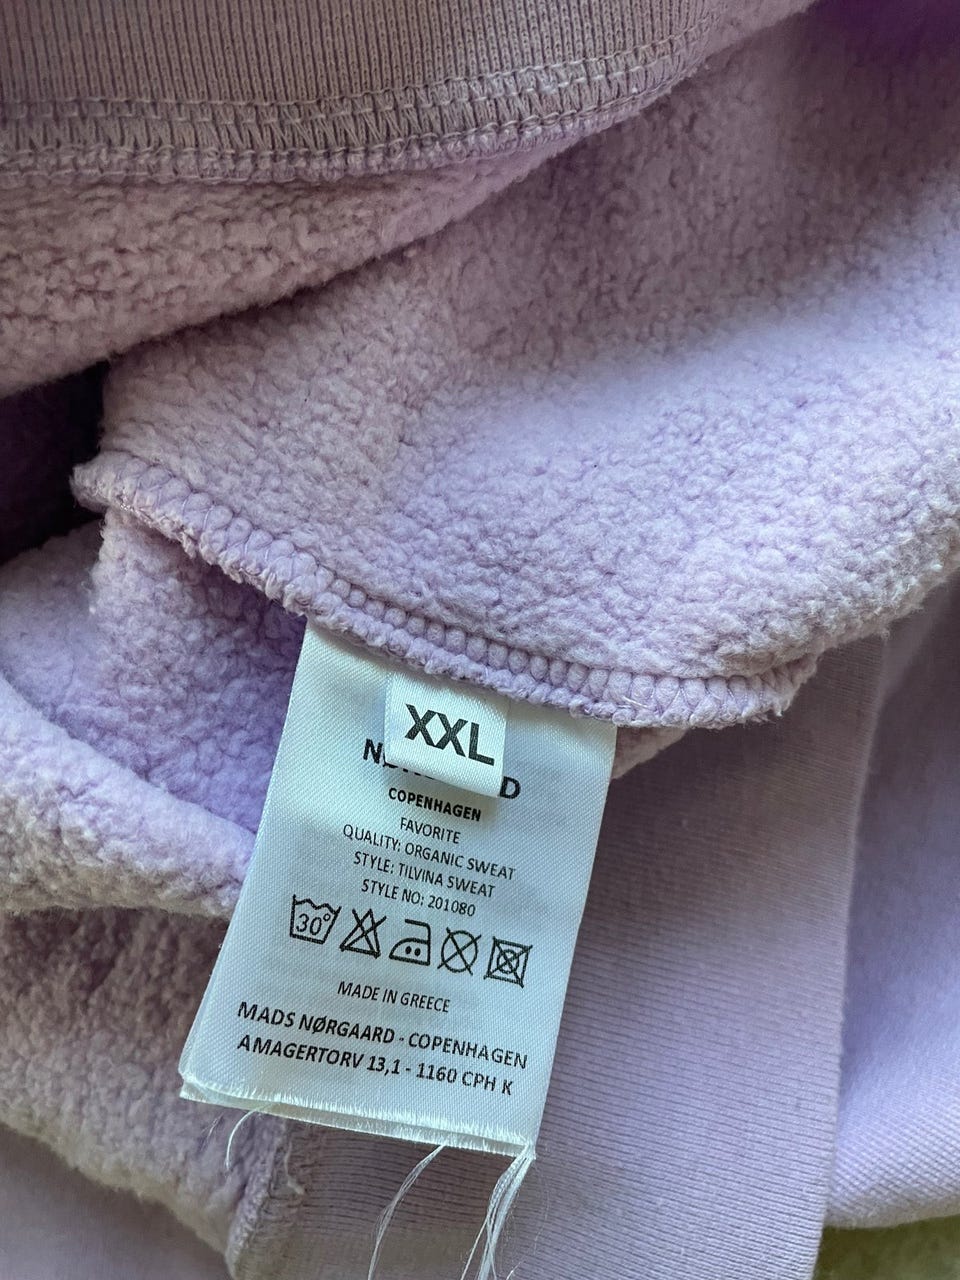 XXL
COPENHAGEN
FAVORITE
QUALITY: ORGANIC SWEAT
STYLE: TILVINA SWEAT
STYLE NO: 201080
30°
MADE IN GREECE
MADS NØRGAARD - COPENHAGEN
AMAGERTORV 13,1 - 1160 CPH K